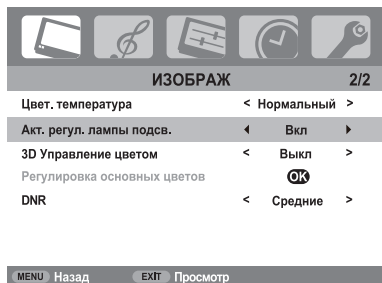 ИЗОБРАЖ 2/2
Цвет. температура < Нормальный >
Акт. регул. лампы подсв. Вкл
3D Управление цветом < Выкл >
Регулировка основных цветов OK
DNR < Средние >
MENU Назад EXIT Просмотр